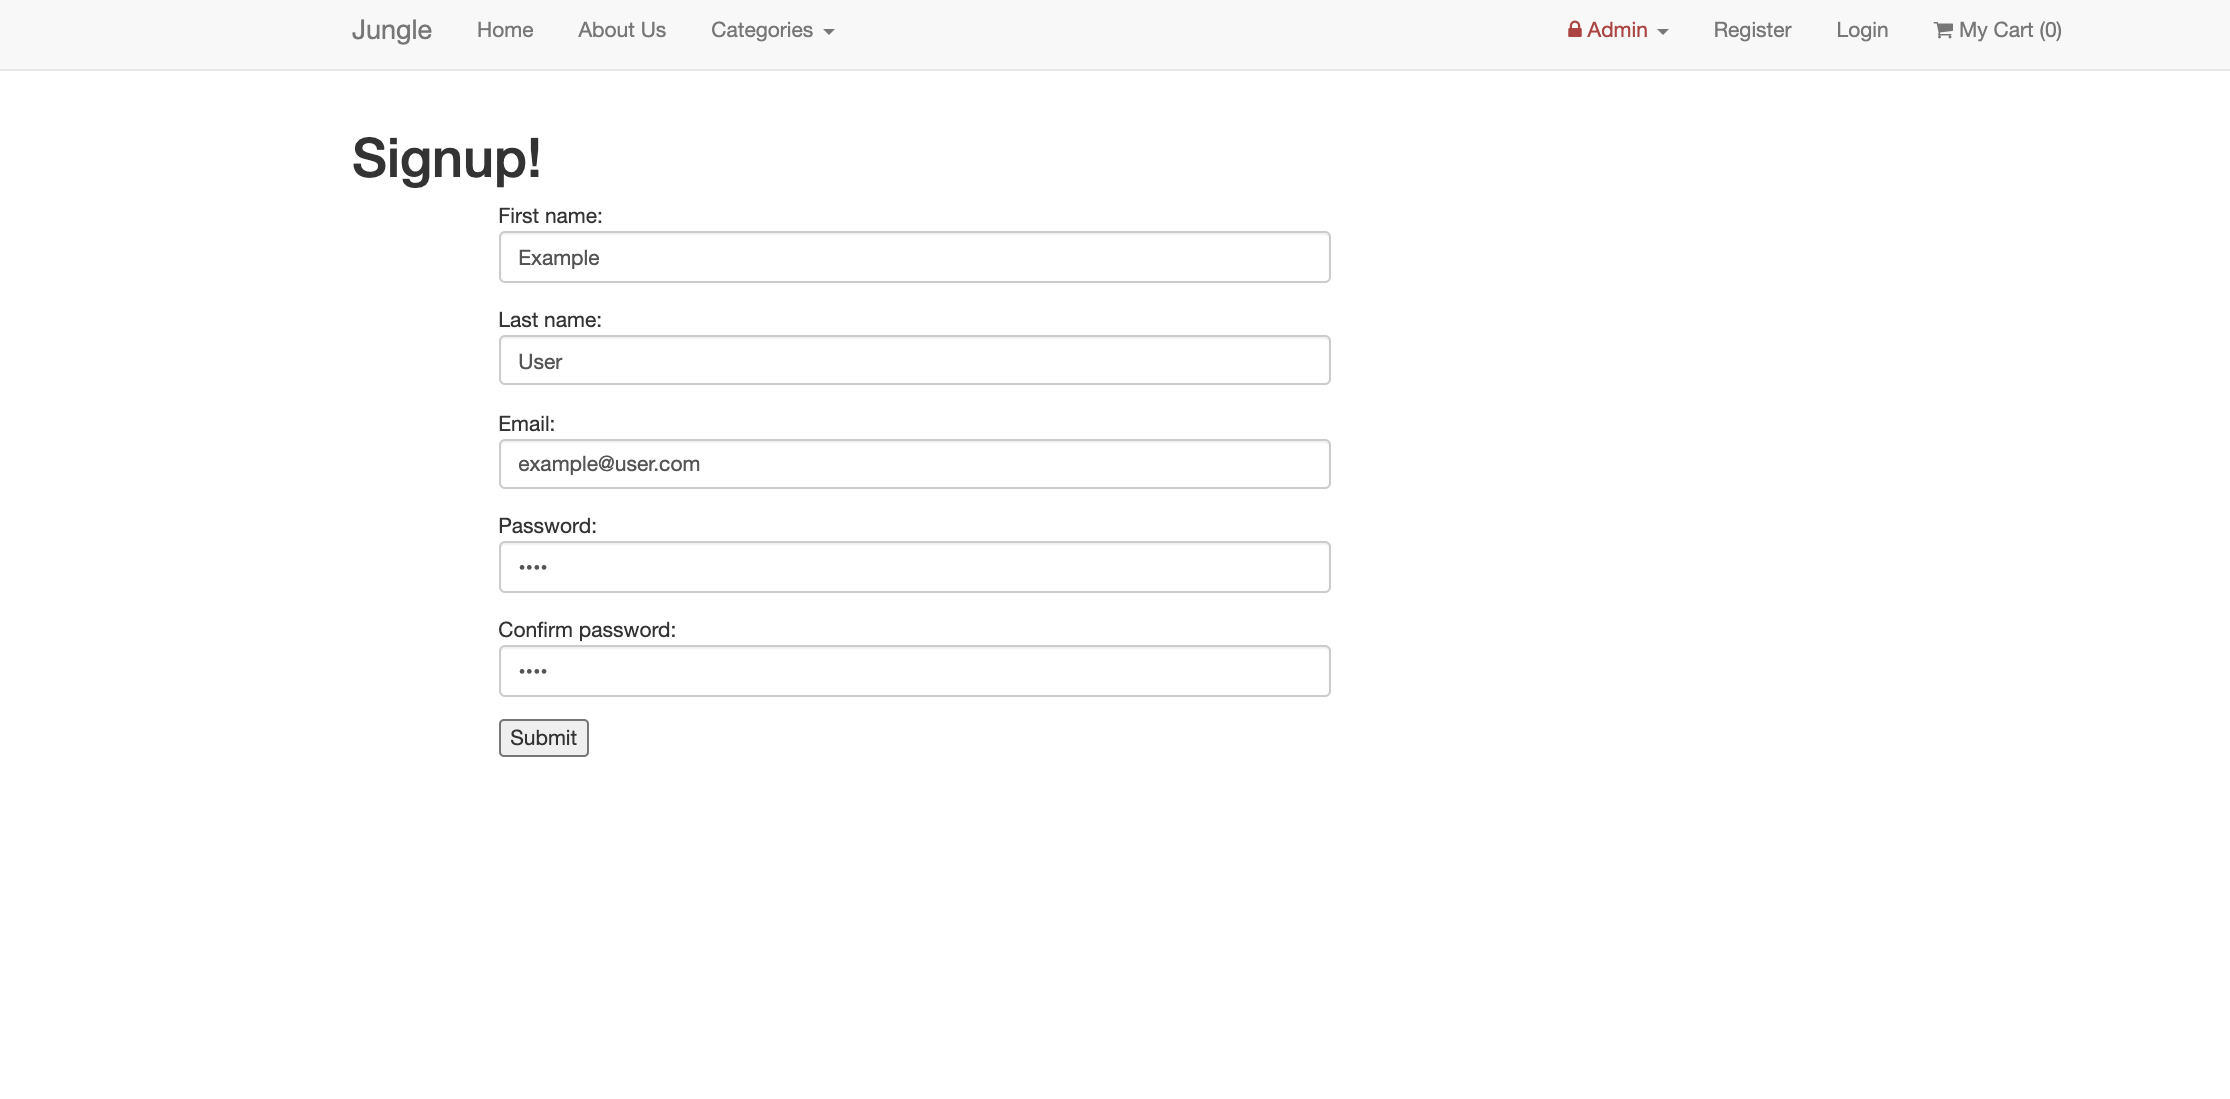 Jungle Home About Us Categories Admin Register Login My Cart (0)
Signup!
First name:
Example
Last name:
User
Email:
example@user.com
Password:
••••
Confirm password:
••••
Submit